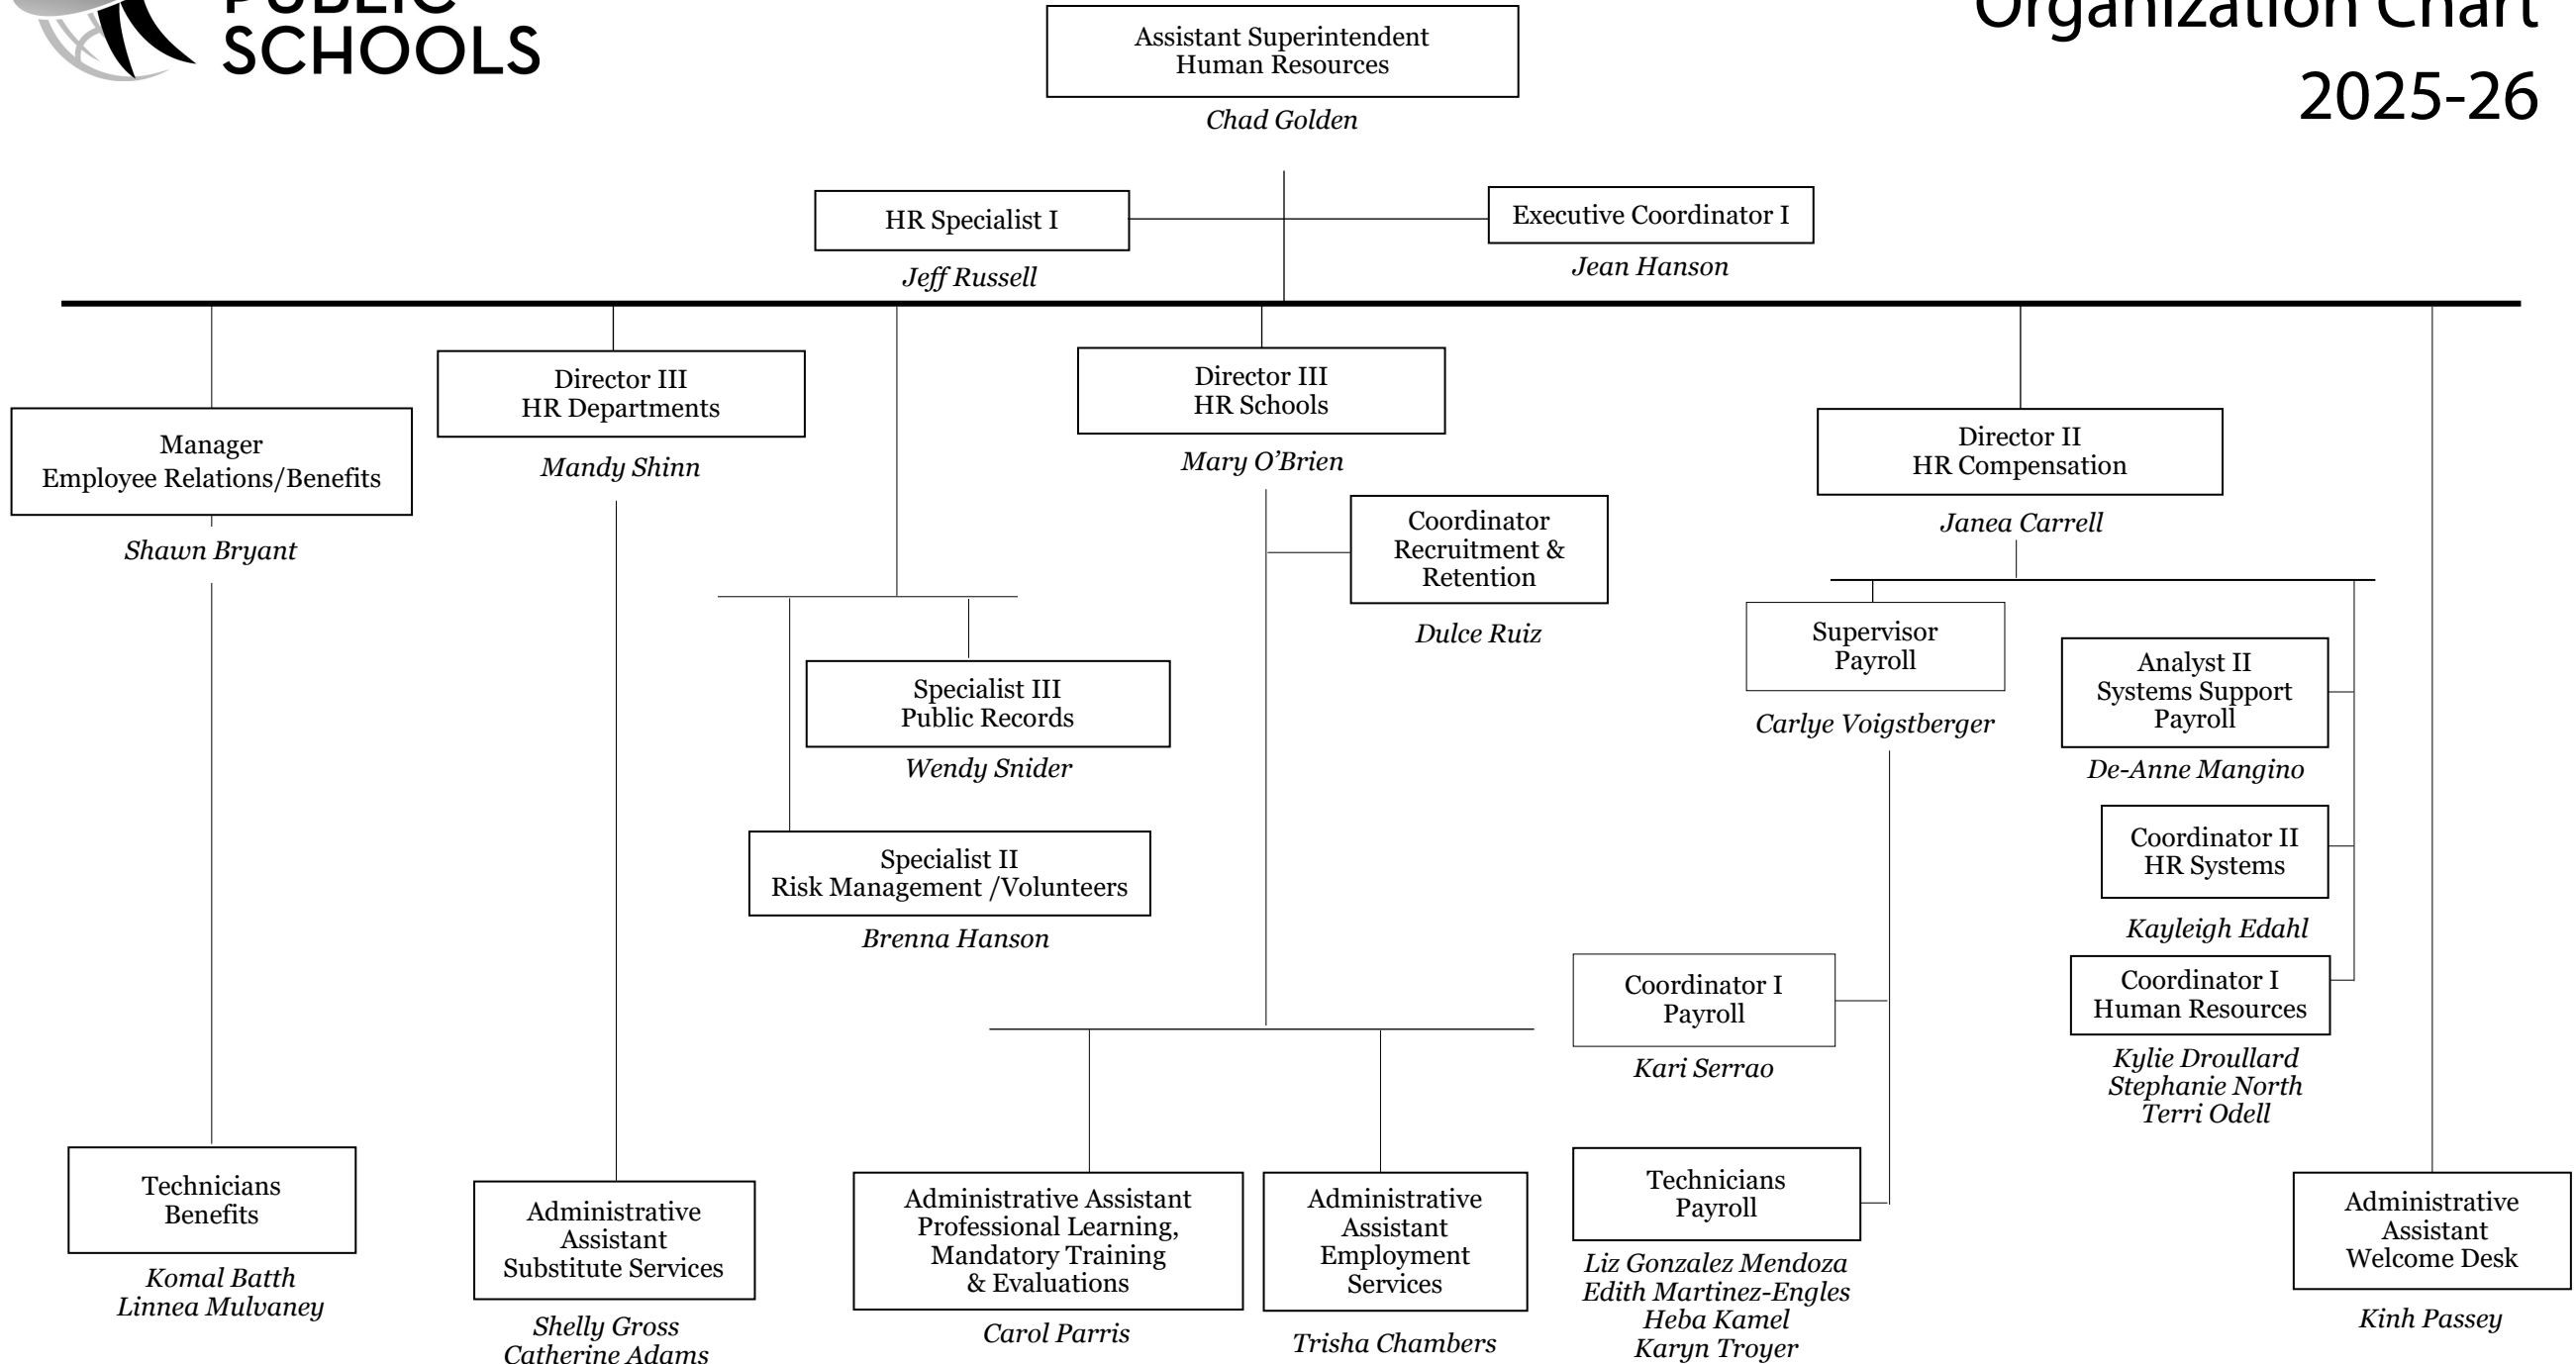 PUBLIC
SCHOOLS
Organization Chart
2025-26
Assistant Superintendent
Human Resources
Chad Golden
HR Specialist I
Jeff Russell
Executive Coordinator I
Jean Hanson
Manager
Employee Relations/Benefits
Shawn Bryant
Director III
HR Departments
Mandy Shinn
Director III
HR Schools
Mary O’Brien
Director II
HR Compensation
Janea Carrell
Coordinator
Recruitment &
Retention
Dulce Ruiz
Specialist III
Public Records
Wendy Snider
Specialist II
Risk Management /Volunteers
Brenna Hanson
Supervisor
Payroll
Carlye Voigstberger
Analyst II
Systems Support
Payroll
De-Anne Mangino
Coordinator II
HR Systems
Kayleigh Edahl
Coordinator I
Human Resources
Kylie Droullard
Stephanie North
Terri Odell
Coordinator I
Payroll
Kari Serrao
Technicians
Benefits
Komal Batth
Linnea Mulvaney
Administrative
Assistant
Substitute Services
Shelly Gross
Catherine Adams
Administrative Assistant
Professional Learning,
Mandatory Training
& Evaluations
Carol Parris
Administrative
Assistant
Employment
Services
Trisha Chambers
Technicians
Payroll
Liz Gonzalez Mendoza
Edith Martinez-Engles
Heba Kamel
Karyn Troyer
Administrative
Assistant
Welcome Desk
Kinh Passey